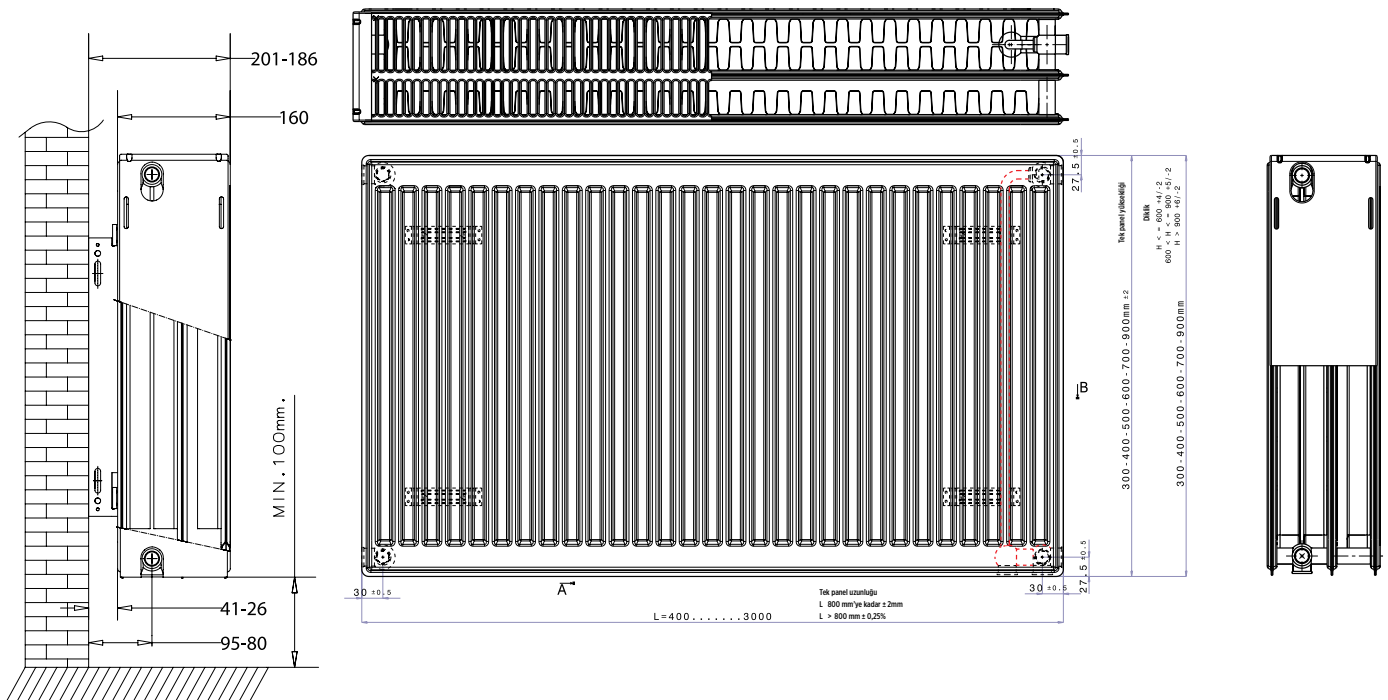 201-186
160
MIN.100mm.
41-26
95-80
27.5 ±0.5
Tek panel yüksekliği
300-400-500-600-700-900mm ±2
Diklik
H < = 600 +4/-2
600 < H < = 900 +5/-2
H > 900 +6/-2
300-400-500-600-700-900mm
B
A
30 ±0.5
30 ±0.5
27.5 ±0.5
L=400.......3000
Tek panel uzunluğu
L 800 mm'ye kadar ± 2mm
L > 800 mm ± 0,25%